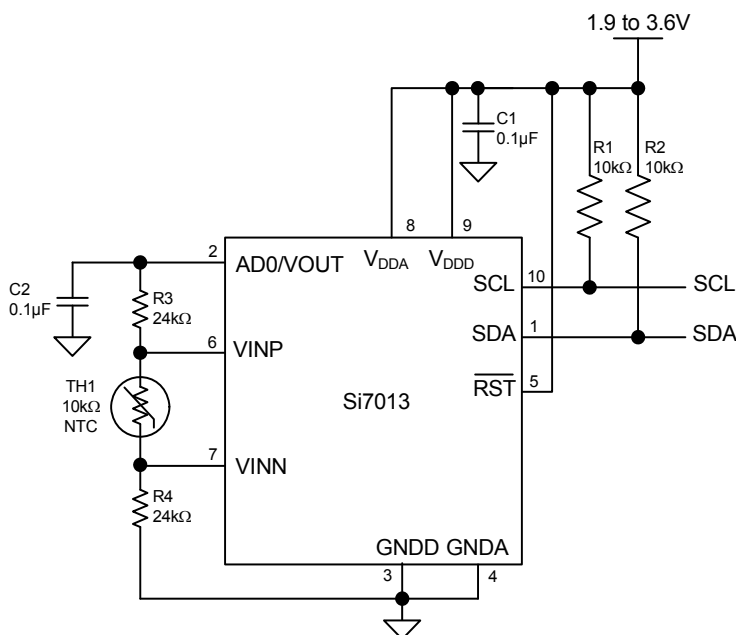 1.9 to 3.6V
C1
0.1µF
R1
10kΩ
R2
10kΩ
8
9
2
AD0/VOUT
VDDA
VDDD
C2
0.1µF
R3
24kΩ
SCL
10
SCL
6
VINP
SDA
1
SDA
TH1
10kΩ
NTC
Si7013
RST
5
7
VINN
R4
24kΩ
GNDD
GNDA
3
4